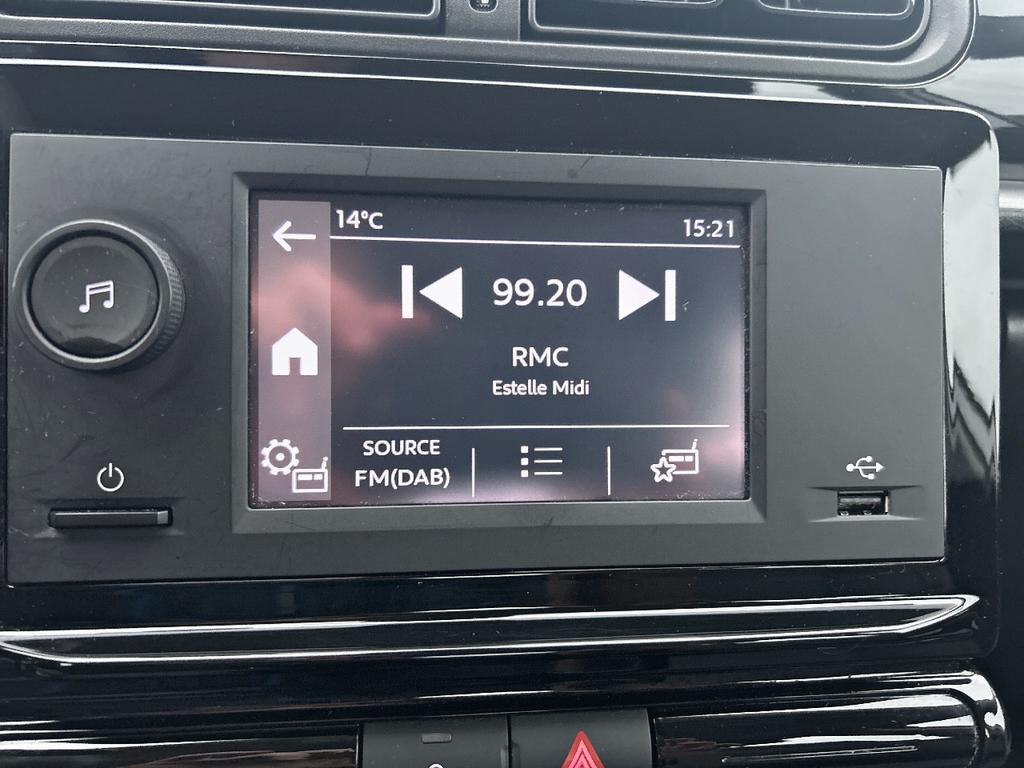 14°C
15:21
99.20
RMC
Estelle Midi
SOURCE
FM(DAB)